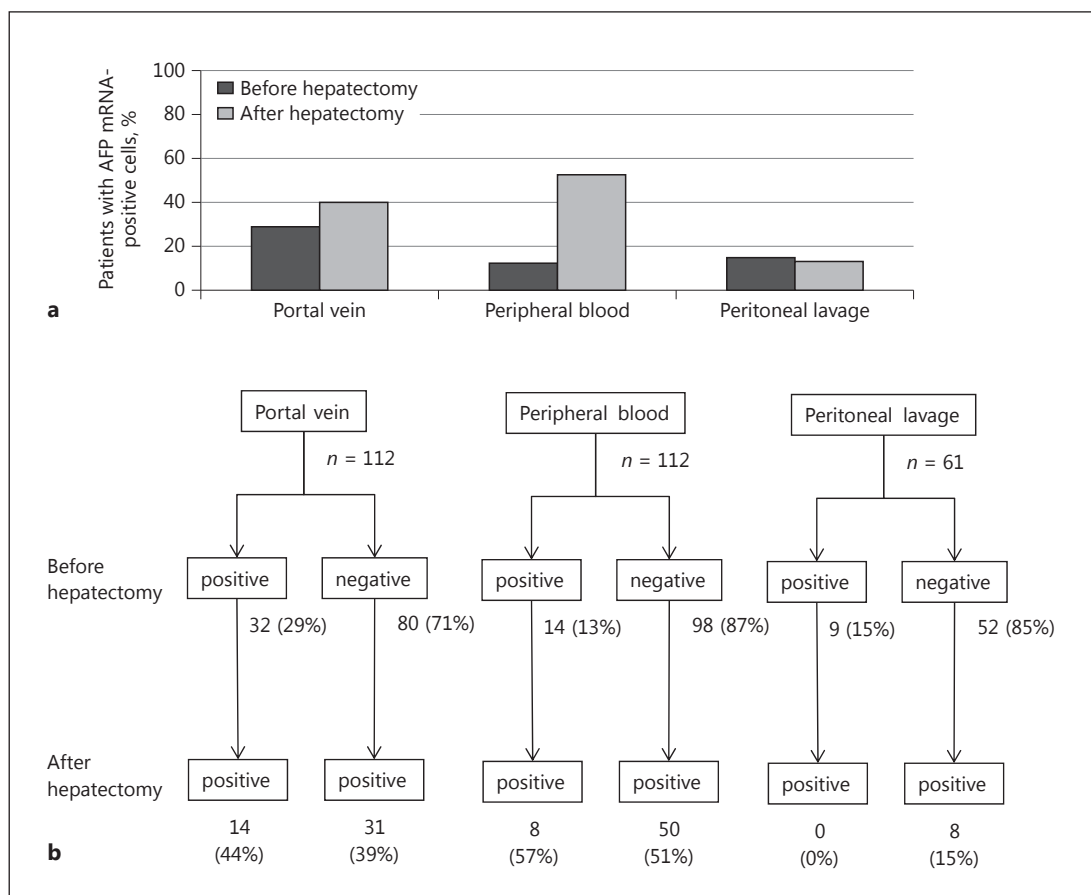 Patients with AFP mRNA-
positive cells, %
100
80
60
40
20
0
Before hepatectomy
After hepatectomy
Portal vein Peripheral blood Peritoneal lavage
a
Portal vein Peripheral blood Peritoneal lavage
n = 112 n = 112 n = 61
Before
hepatectomy
positive negative positive negative positive negative
32 (29%) 80 (71%) 14 (13%) 98 (87%) 9 (15%) 52 (85%)
After
hepatectomy
positive positive positive positive positive positive
14 31 8 50 0 8
(44%) (39%) (57%) (51%) (0%) (15%)
b